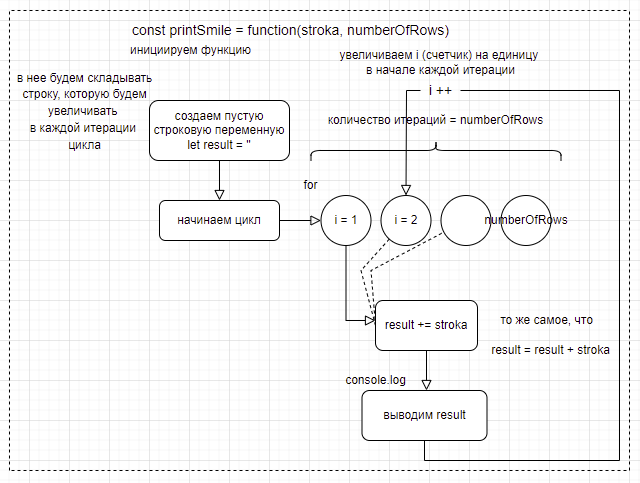 const printSmile = function(stroka, numberOfRows)
инициируем функцию
увеличиваем i (счетчик) на единицу
в начале каждой итерации
в нее будем складывать
строку, которую будем
увеличивать
в каждой итерации
цикла
i ++
создаем пустую
строковую переменную
let result = ''
количество итераций = numberOfRows
for
начинаем цикл
i = 1
i = 2
numberOfRows
result += stroka
то же самое, что
result = result + stroka
console.log
выводим result